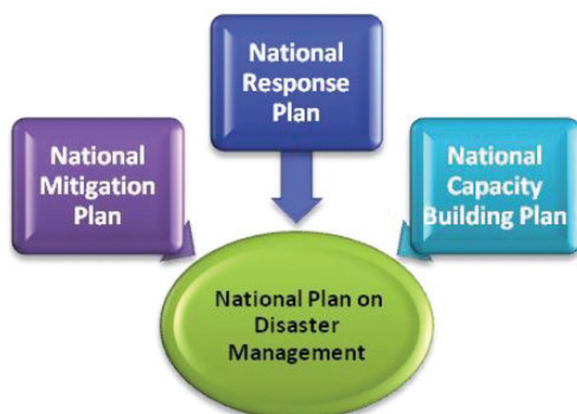 National
Response
Plan
National
Mitigation
Plan
National
Capacity
Building Plan
National Plan on
Disaster
Management